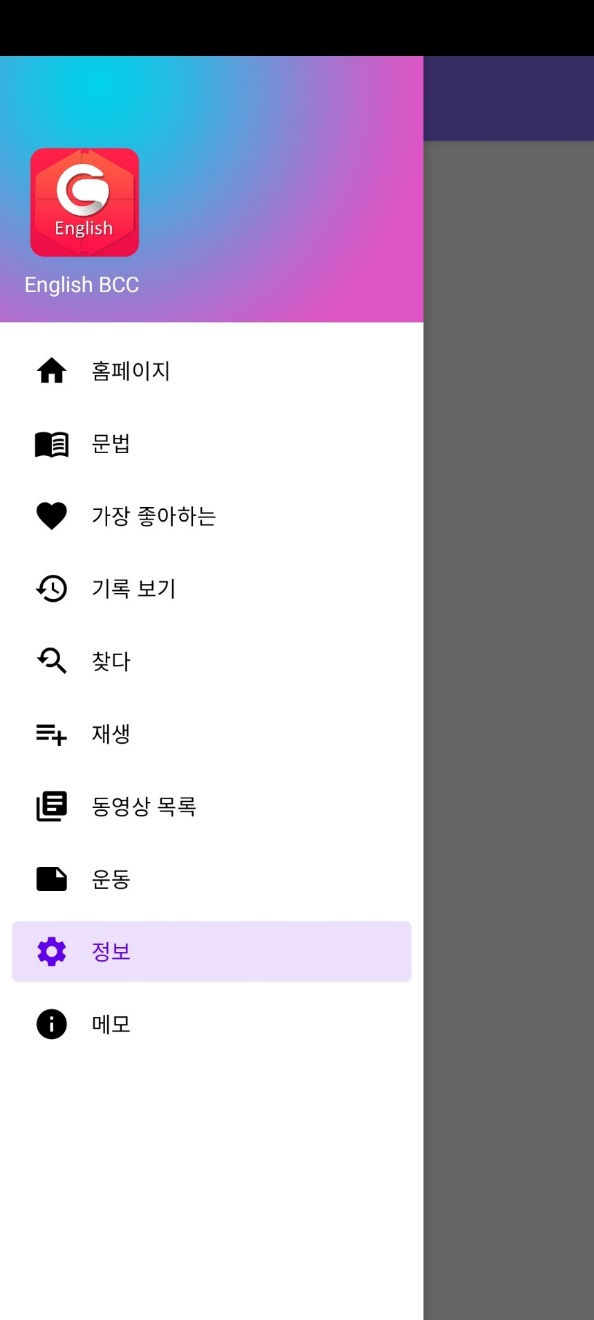 English
English BCC
홈페이지
문법
가장 좋아하는
기록 보기
찾다
재생
동영상 목록
운동
정보
메모